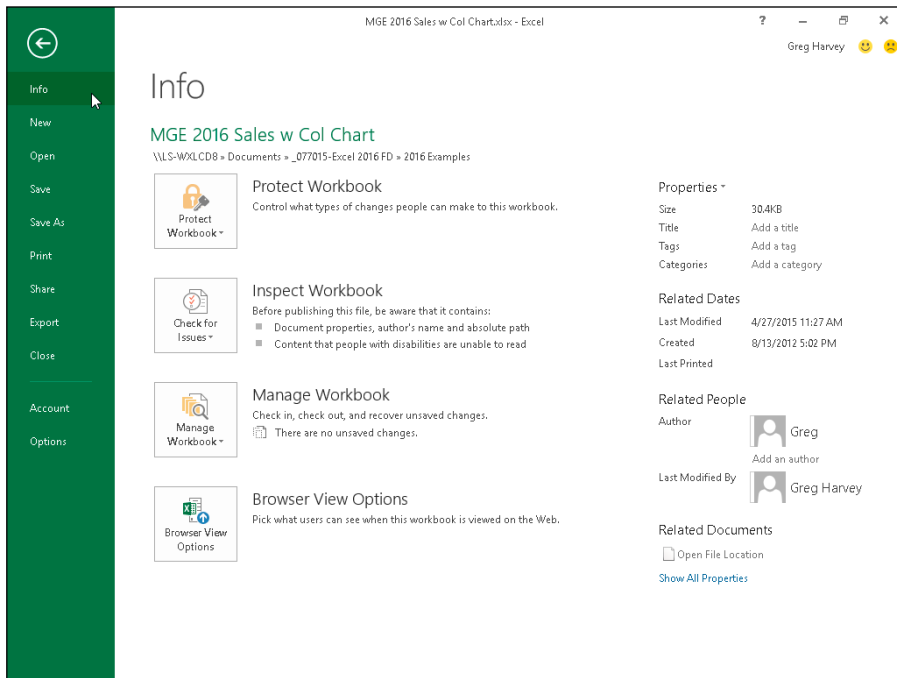 MGE 2016 Sales w Col Chart.xlsx - Excel
?
Greg Harvey
Info
New
Open
Save
Save As
Print
Share
Export
Close
Account
Options
Info
MGE 2016 Sales w Col Chart
\\LS-WXLCD8 » Documents » _077015-Excel 2016 FD » 2016 Examples
Protect
Workbook
Protect Workbook
Control what types of changes people can make to this workbook.
Check for
Issues
Inspect Workbook
Before publishing this file, be aware that it contains:
Document properties, author's name and absolute path
Content that people with disabilities are unable to read
Manage
Workbook
Manage Workbook
Check in, check out, and recover unsaved changes.
There are no unsaved changes.
Browser View
Options
Browser View Options
Pick what users can see when this workbook is viewed on the Web.
Properties
Size 30.4KB
Title Add a title
Tags Add a tag
Categories Add a category
Related Dates
Last Modified 4/27/2015 11:27 AM
Created 8/13/2012 5:02 PM
Last Printed
Related People
Author Greg
Add an author
Last Modified By Greg Harvey
Related Documents
Open File Location
Show All Properties